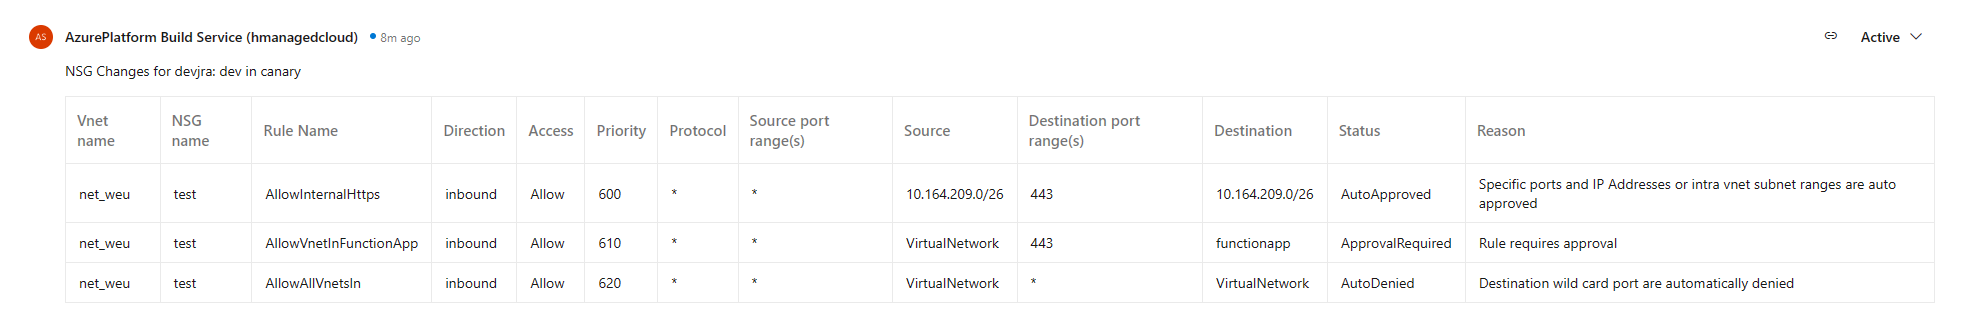 AS AzurePlatform Build Service (hmanagedcloud) 8m ago Active
NSG Changes for devjra: dev in canary
Vnet name NSG name Rule Name Direction Access Priority Protocol Source port range(s) Source Destination port range(s) Destination Status Reason
net_weu test AllowInternalHttps inbound Allow 600 * * 10.164.209.0/26 443 10.164.209.0/26 AutoApproved Specific ports and IP Addresses or intra vnet subnet ranges are auto approved
net_weu test AllowVnetInFunctionApp inbound Allow 610 * * VirtualNetwork 443 functionapp ApprovalRequired Rule requires approval
net_weu test AllowAllVnetsIn inbound Allow 620 * * VirtualNetwork * VirtualNetwork AutoDenied Destination wild card port are automatically denied